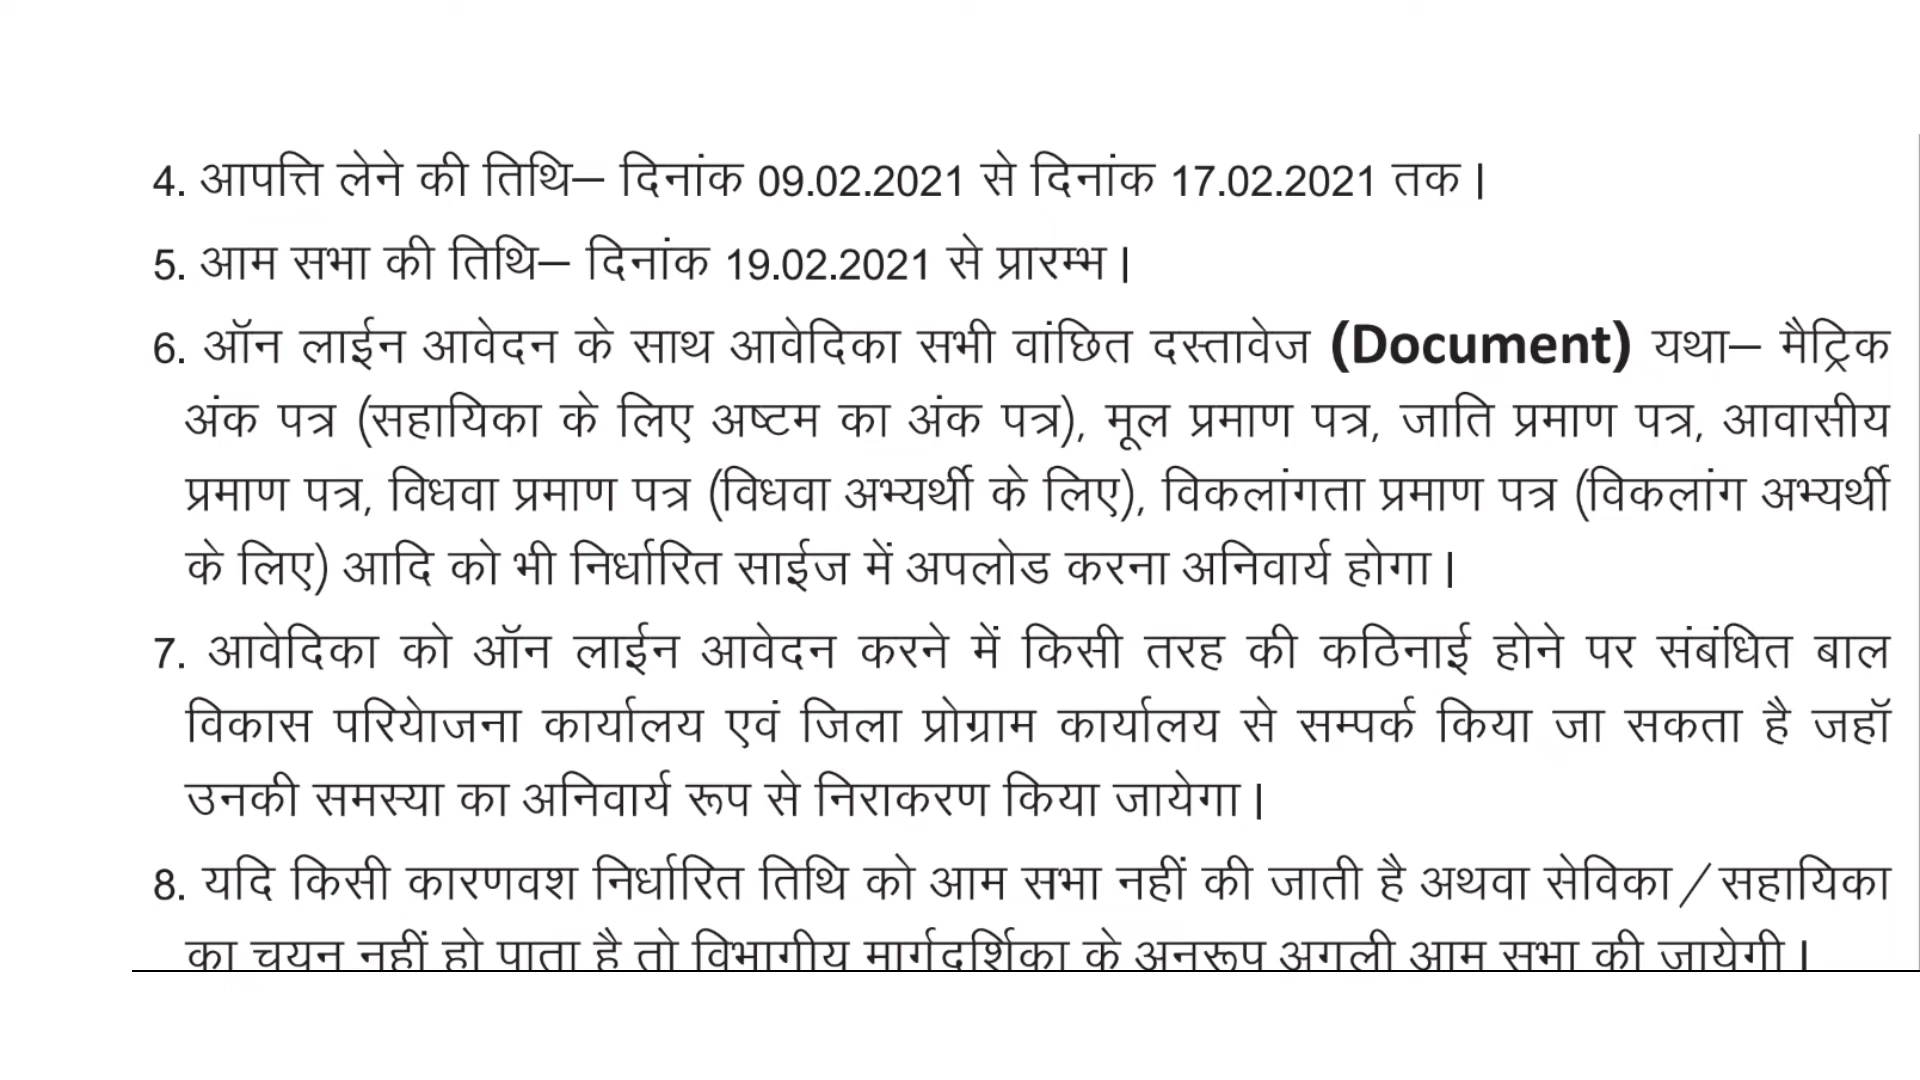 4. आपत्ति लेने की तिथि– दिनांक 09.02.2021 से दिनांक 17.02.2021 तक।
5. आम सभा की तिथि– दिनांक 19.02.2021 से प्रारम्भ।
6. ऑन लाईन आवेदन के साथ आवेदिका सभी वांछित दस्तावेज (Document) यथा– मैट्रिक
अंक पत्र (सहायिका के लिए अष्टम का अंक पत्र), मूल प्रमाण पत्र, जाति प्रमाण पत्र, आवासीय
प्रमाण पत्र, विधवा प्रमाण पत्र (विधवा अभ्यर्थी के लिए), विकलांगता प्रमाण पत्र (विकलांग अभ्यर्थी
के लिए) आदि को भी निर्धारित साईज में अपलोड करना अनिवार्य होगा।
7. आवेदिका को ऑन लाईन आवेदन करने में किसी तरह की कठिनाई होने पर संबंधित बाल
विकास परियेाजना कार्यालय एवं जिला प्रोग्राम कार्यालय से सम्पर्क किया जा सकता है जहॉ
उनकी समस्या का अनिवार्य रूप से निराकरण किया जायेगा।
8. यदि किसी कारणवश निर्धारित तिथि को आम सभा नहीं की जाती है अथवा सेविका/सहायिका
का चयन नहीं हो पाता है तो विभागीय मार्गदर्शिका के अनरूप अगली आम सभा की जायेगी।